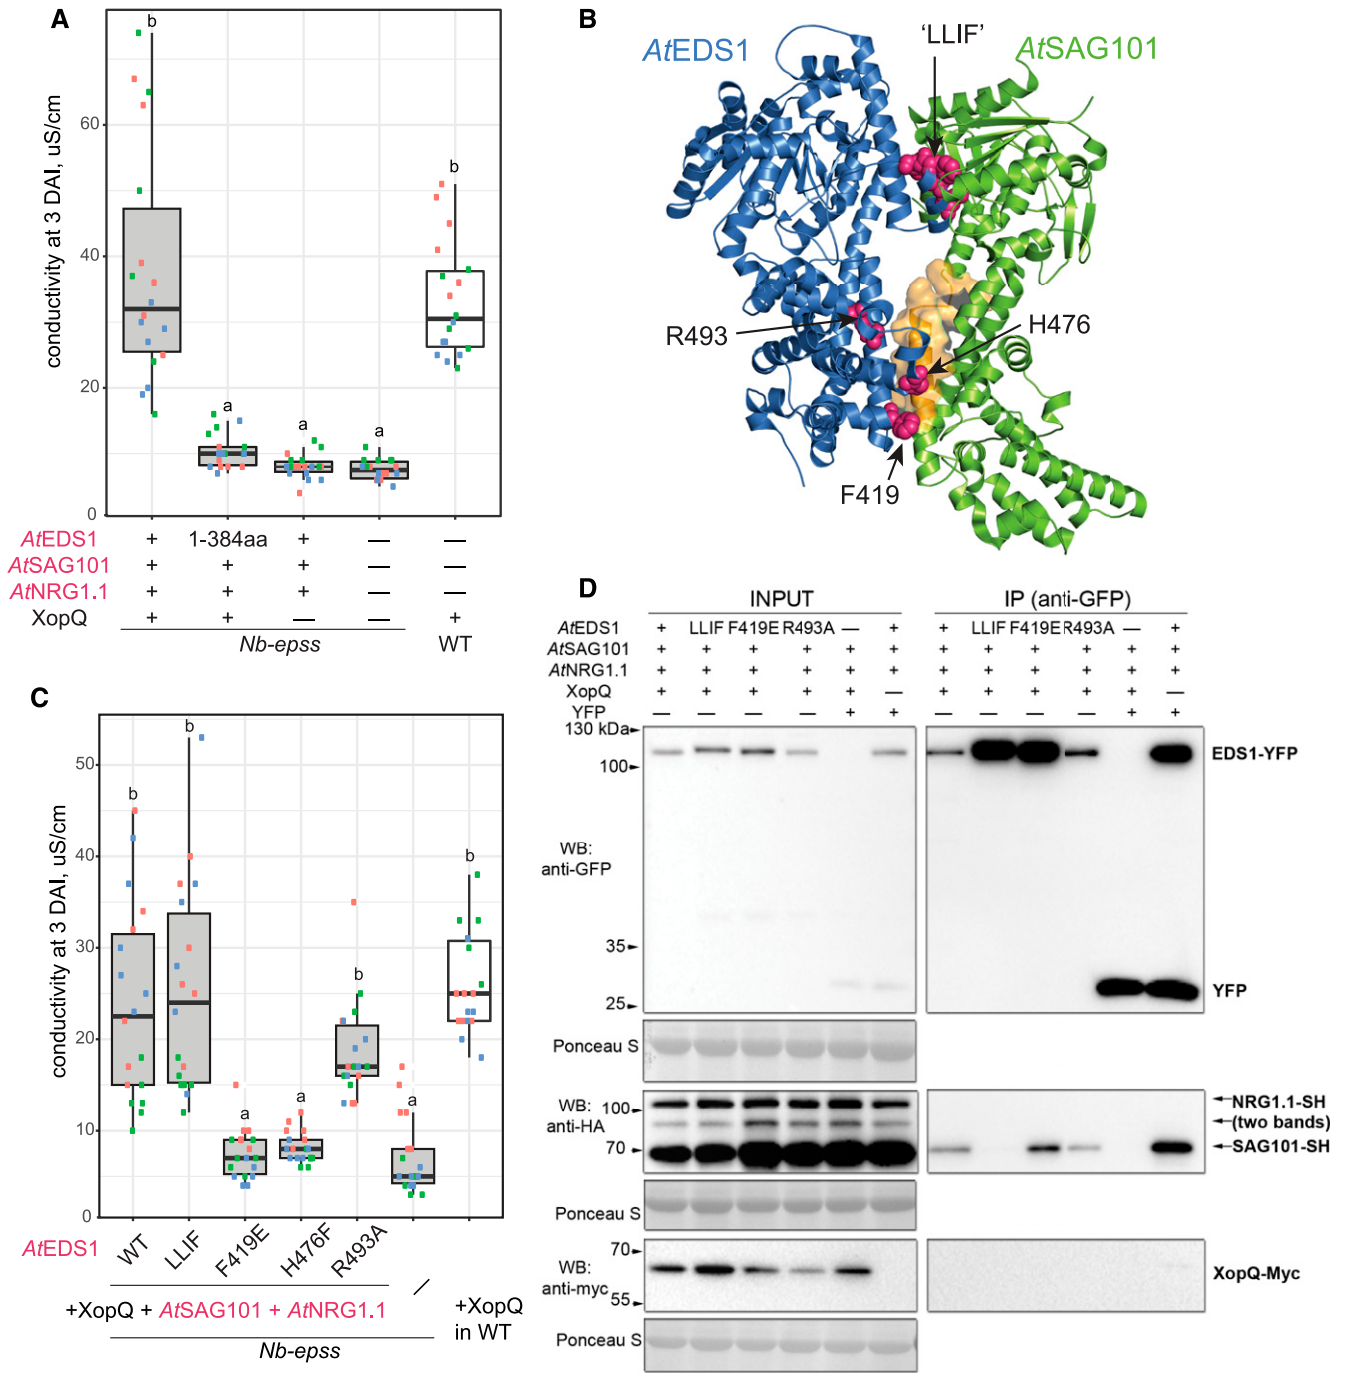 A
b
b
60
40
20
0
a
a
a
conductivity at 3 DAI, uS/cm
AtEDS1 + 1-384aa + — —
AtSAG101 + + + — —
AtNRG1.1 + + + — —
XopQ + + — — +
Nb-epss WT
B
AtEDS1
'LLIF'
AtSAG101
R493
H476
F419
C
b
b
b
b
a
a
a
50
40
30
20
10
0
conductivity at 3 DAI, uS/cm
AtEDS1 WT LLIF F419E H476F R493A —
+XopQ + AtSAG101 + AtNRG1.1
+XopQ
in WT
Nb-epss
D
INPUT IP (anti-GFP)
AtEDS1 + LLIF F419E R493A — + + LLIF F419E R493A — +
AtSAG101 + + + + + + + + + + + +
AtNRG1.1 + + + + + + + + + + + +
XopQ + + + + + — + + + + + —
YFP — — — — + + — — — — + +
130 kDa
100
WB:
anti-GFP
35
25
EDS1-YFP
YFP
Ponceau S
WB:
anti-HA
100
70
NRG1.1-SH
(two bands)
SAG101-SH
Ponceau S
70
WB:
anti-myc
55
XopQ-Myc
Ponceau S